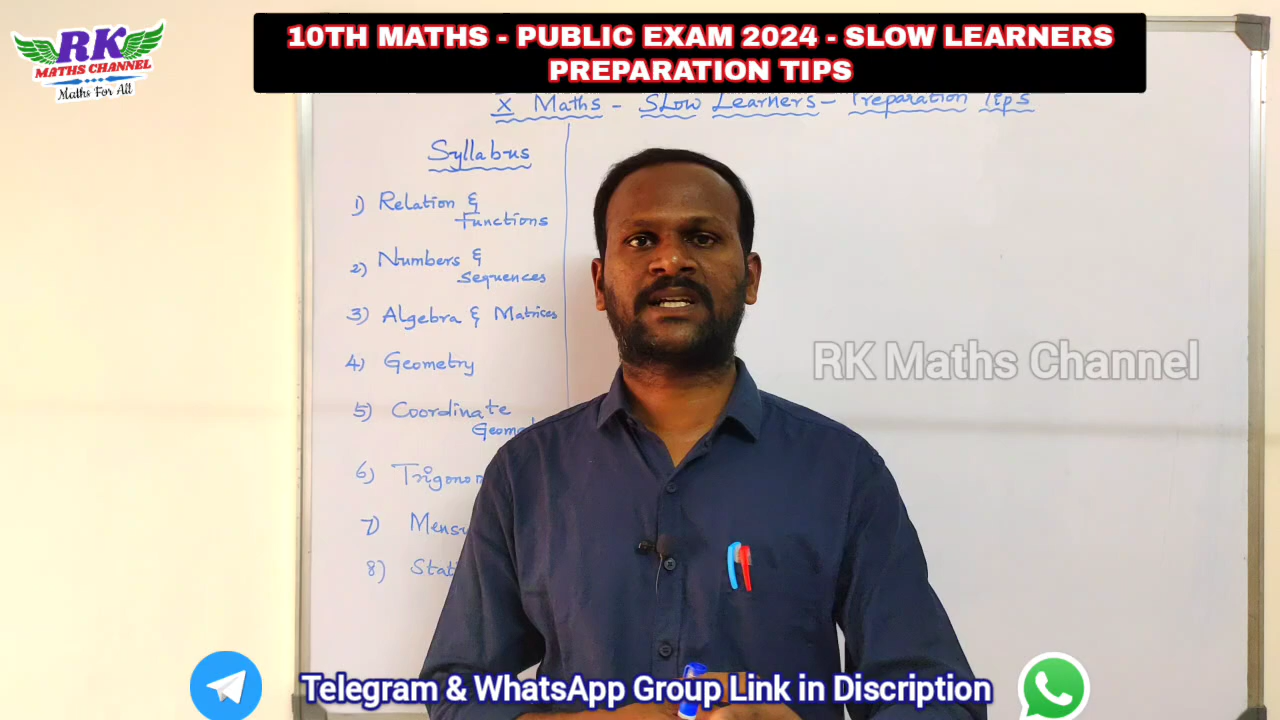 RK
MATHS CHANNEL
Maths For All
10TH MATHS - PUBLIC EXAM 2024 - SLOW LEARNERS
PREPARATION TIPS
X Maths - Slow Learners - Preparation Tips
Syllabus
1) Relation &
Functions
2) Numbers &
Sequences
3) Algebra & Matrices
4) Geometry
5) Coordinate
6) 
7) 
8) 
RK Maths Channel
Telegram & WhatsApp Group Link in Discription